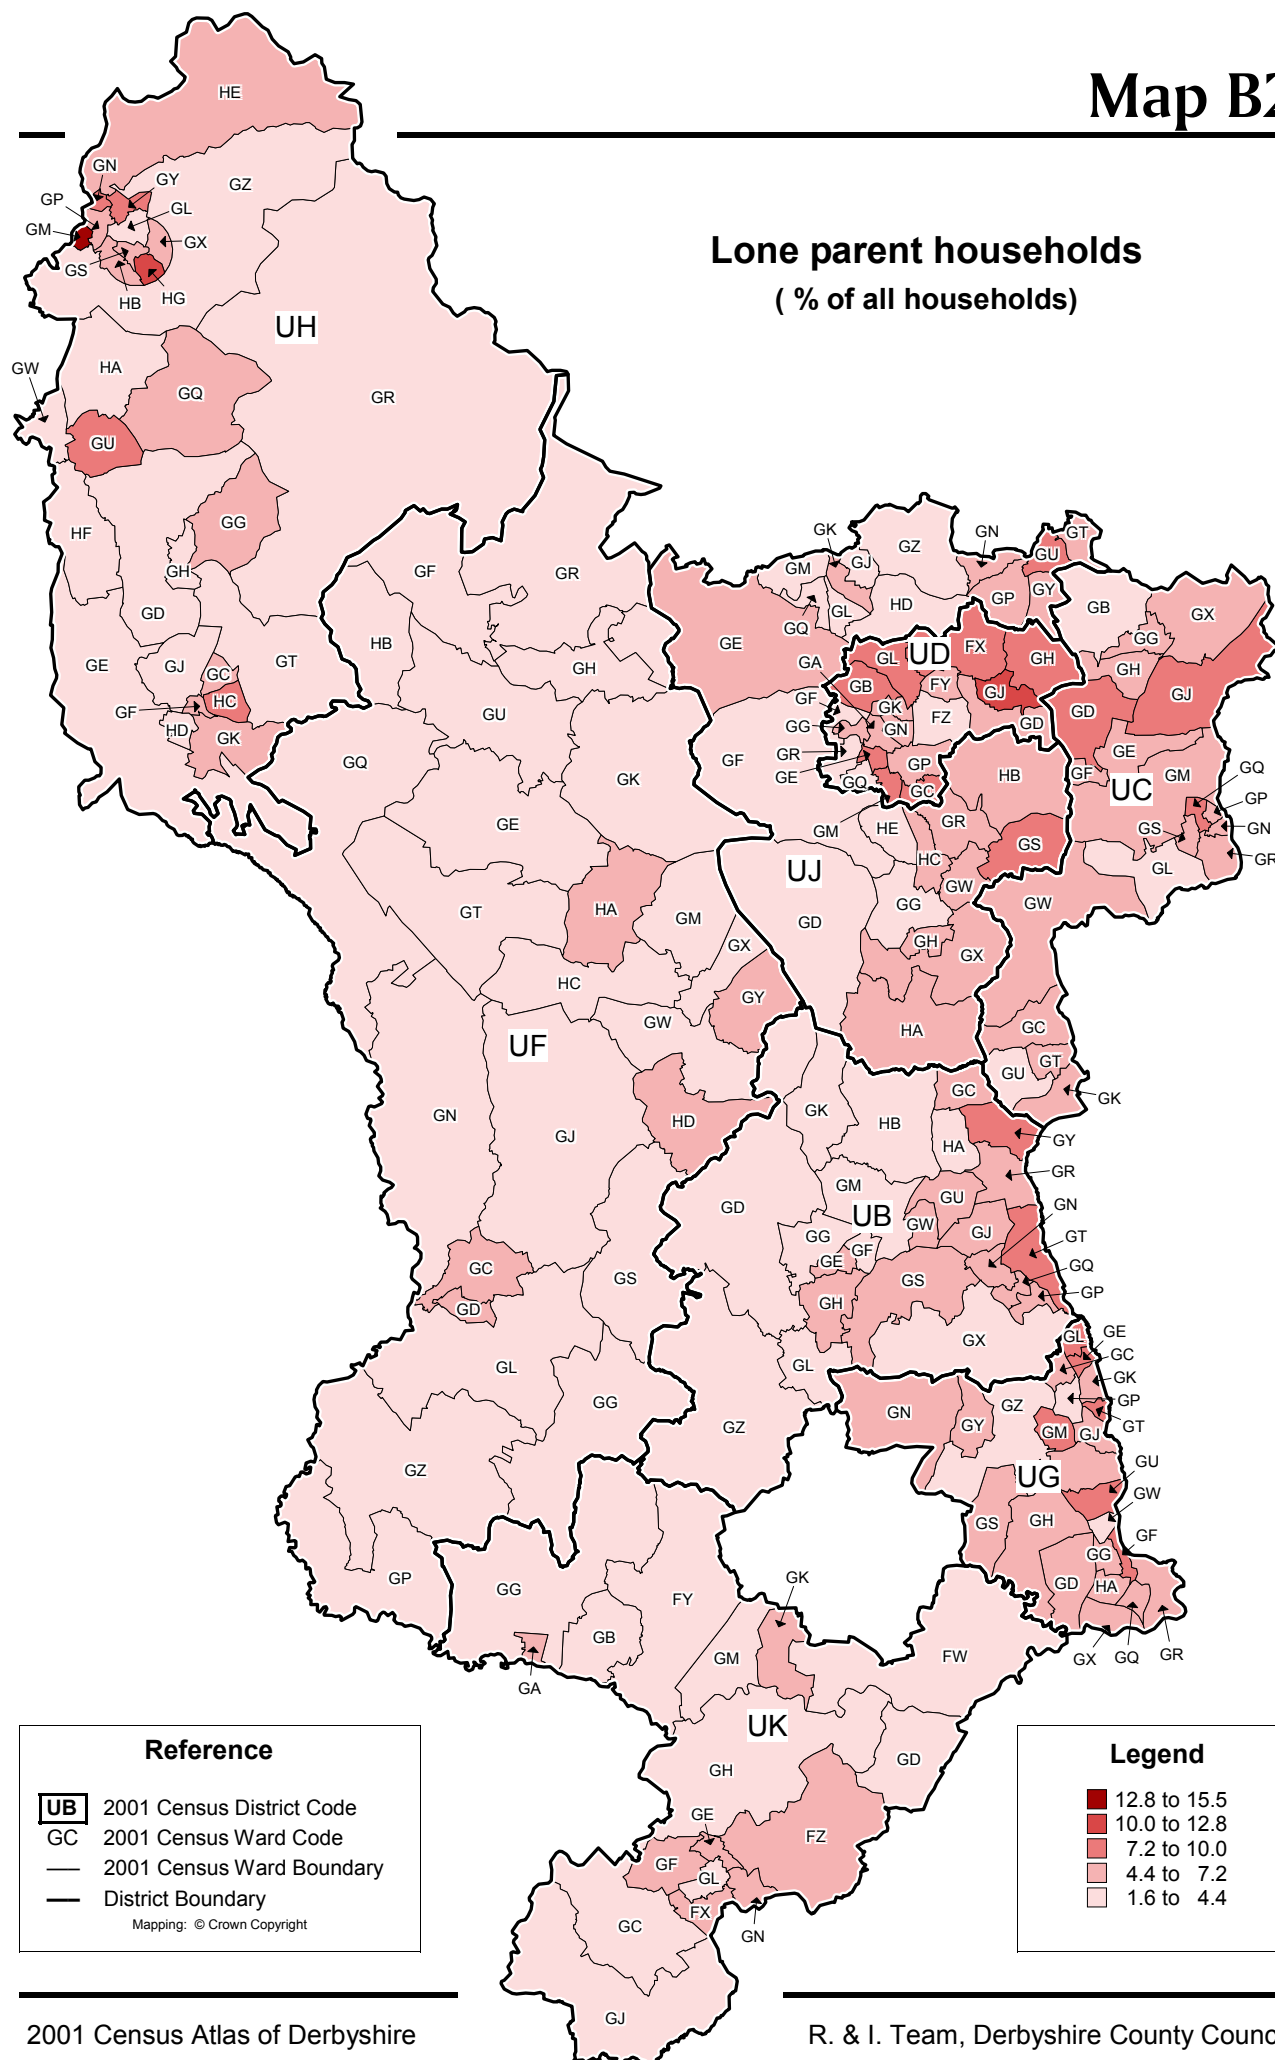 Map B2
Lone parent households
( % of all households)
HE
GN
GY
GZ
GP
GL
GM
GX
GS
HB
HG
UH
HA
GW
GQ
GR
GU
GG
HF
GH
GD
GE
GJ
GC
GT
GF
HC
HD
GK
GF
GR
HB
GH
GU
GQ
GK
GE
HA
GT
GM
GX
HC
GY
GW
UF
GN
GJ
HD
GC
GD
GS
GL
GG
GZ
GP
GK
GZ
GN
GT
GU
GM
GJ
GE
GQ
GL
HD
GP
GY
GA
UD
FX
GH
GL
GB
FY
GJ
GF
GK
GG
GN
FZ
GD
GR
GE
GP
GQ
GC
GM
GF
HB
HE
GR
GS
HC
GW
UJ
GD
GG
GH
GX
HA
GB
GX
GG
GH
GJ
GD
GE
GF
GM
UC
GQ
GP
GS
GN
GR
GL
GW
GC
GT
GU
GK
GC
GK
HB
GY
HA
GR
GM
GU
GD
UB
GW
GN
GJ
GT
GG
GF
GE
GQ
GS
GP
GH
GX
GL
GZ
GL
GE
GC
GK
GP
GN
GZ
GY
GM
GJ
GT
UG
GU
GW
GS
GH
GF
GG
GD
HA
GX
GQ
GR
GG
GB
FY
GA
GK
GM
FW
UK
GH
GD
GE
FZ
GF
GL
FX
GC
GN
GJ
Reference
UB 2001 Census District Code
GC 2001 Census Ward Code
2001 Census Ward Boundary
District Boundary
Mapping: © Crown Copyright
Legend
12.8 to 15.5
10.0 to 12.8
7.2 to 10.0
4.4 to 7.2
1.6 to 4.4
2001 Census Atlas of Derbyshire
R. & I. Team, Derbyshire County Counc